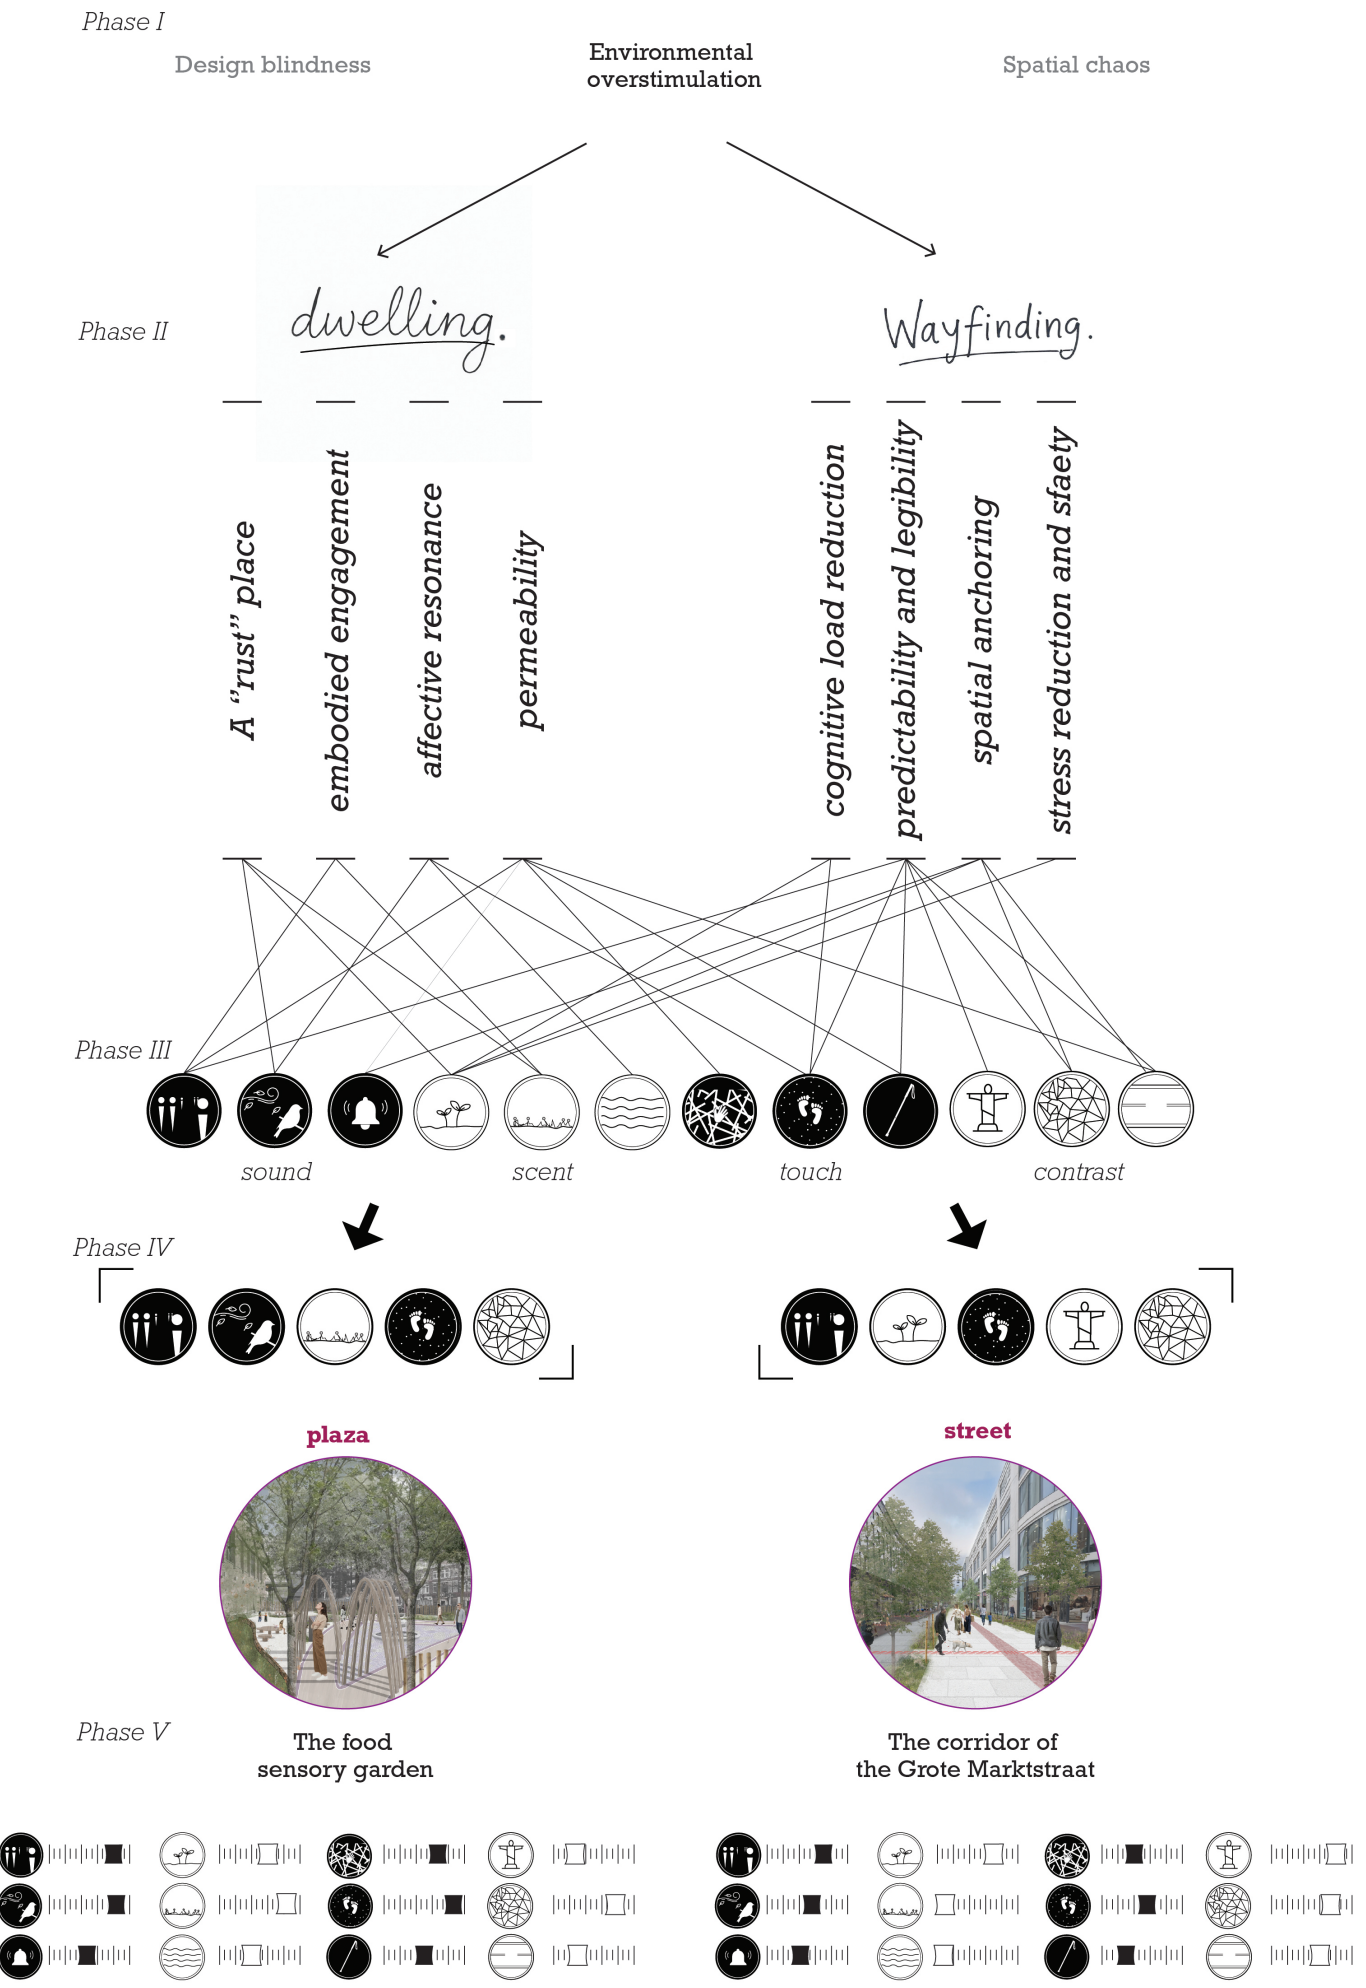 Phase I
Design blindness
Environmental
overstimulation
Spatial chaos
Phase II
dwelling.
Wayfinding.
A “rust” place
embodied engagement
affective resonance
permeability
cognitive load reduction
predictability and legibility
spatial anchoring
stress reduction and sfaety
Phase III
sound
scent
touch
contrast
Phase IV
plaza
street
Phase V
The food
sensory garden
The corridor of
the Grote Marktstraat